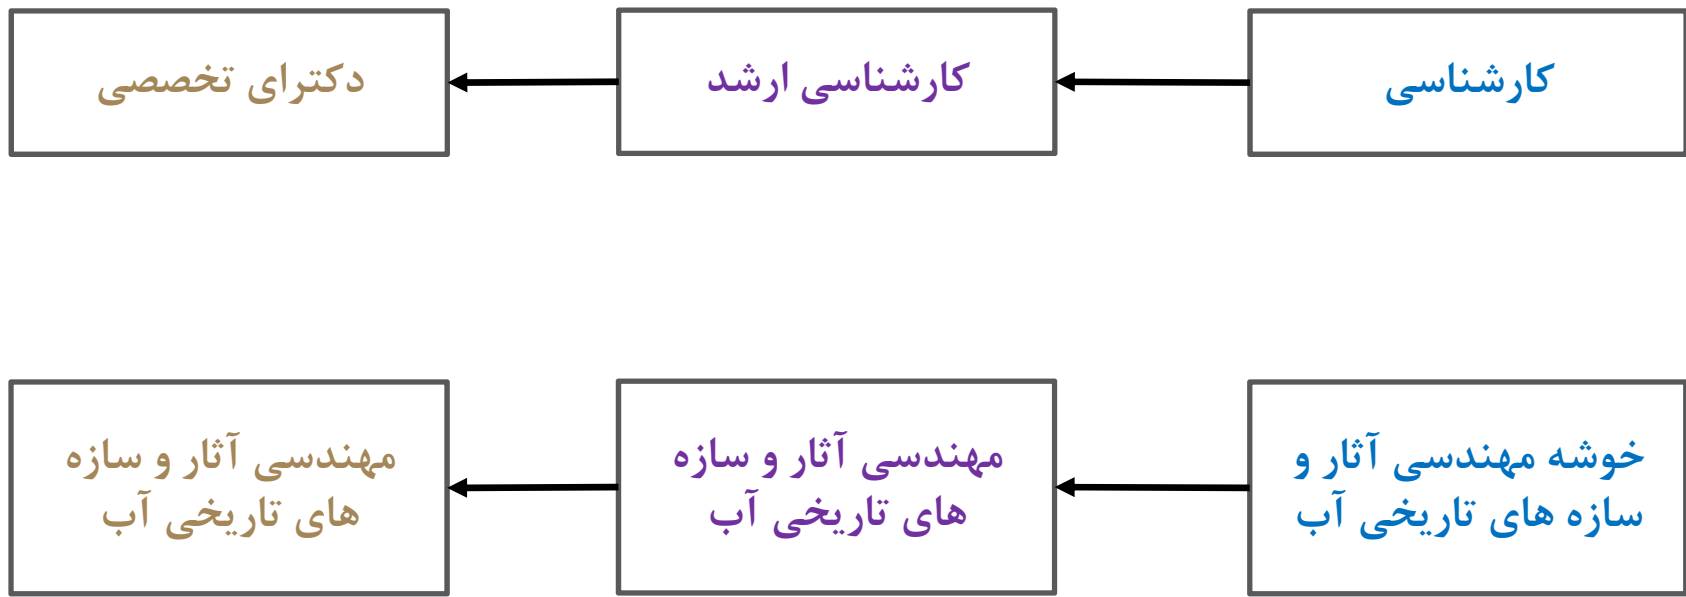 کارشناسی
کارشناسی ارشد
دکترای تخصصی
خوشه مهندسی آثار و
سازه های تاریخی آب
مهندسی آثار و سازه
های تاریخی آب
مهندسی آثار و سازه
های تاریخی آب